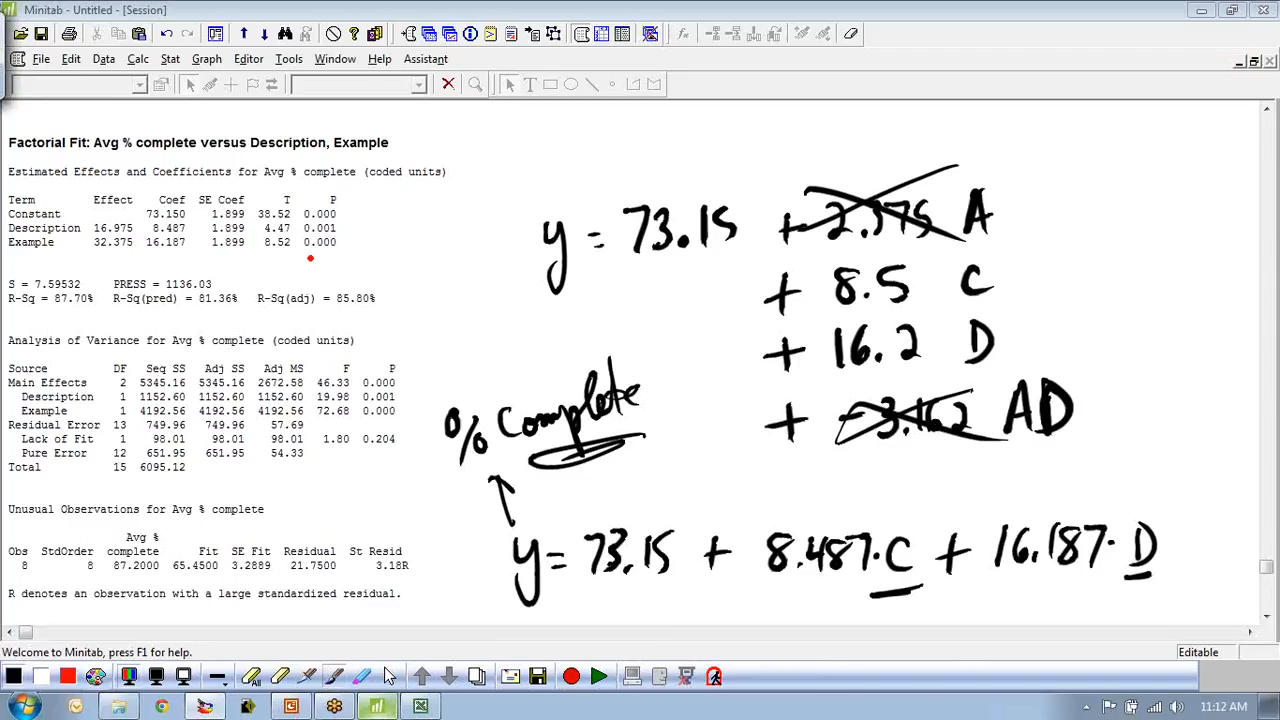 Minitab - Untitled - [Session]
File Edit Data Calc Stat Graph Editor Tools Window Help Assistant
Factorial Fit: Avg % complete versus Description, Example
Estimated Effects and Coefficients for Avg % complete (coded units)
Term Effect Coef SE Coef T P
Constant 73.150 1.899 38.52 0.000
Description 16.975 8.487 1.899 4.47 0.001
Example 32.375 16.187 1.899 8.52 0.000
S = 7.59532 PRESS = 1136.03
R-Sq = 87.70% R-Sq(pred) = 81.36% R-Sq(adj) = 85.80%
Analysis of Variance for Avg % complete (coded units)
Source DF Seq SS Adj SS Adj MS F P
Main Effects 2 5345.16 5345.16 2672.58 46.33 0.000
Description 1 1152.60 1152.60 1152.60 19.98 0.001
Example 1 4192.56 4192.56 4192.56 72.68 0.000
Residual Error 13 749.96 749.96 57.69
Lack of Fit 1 98.01 98.01 98.01 1.80 0.204
Pure Error 12 651.95 651.95 54.33
Total 15 6095.12
Unusual Observations for Avg % complete
Avg %
Obs StdOrder complete Fit SE Fit Residual St Resid
8 8 87.2000 65.4500 3.2889 21.7500 3.18R
R denotes an observation with a large standardized residual.
y = 73.15 + 2.375 A
+ 8.5 C
+ 16.2 D
+ -3.162 AD
% Complete
y = 73.15 + 8.487·C + 16.187·D
Welcome to Minitab, press F1 for help.
Editable
11:12 AM